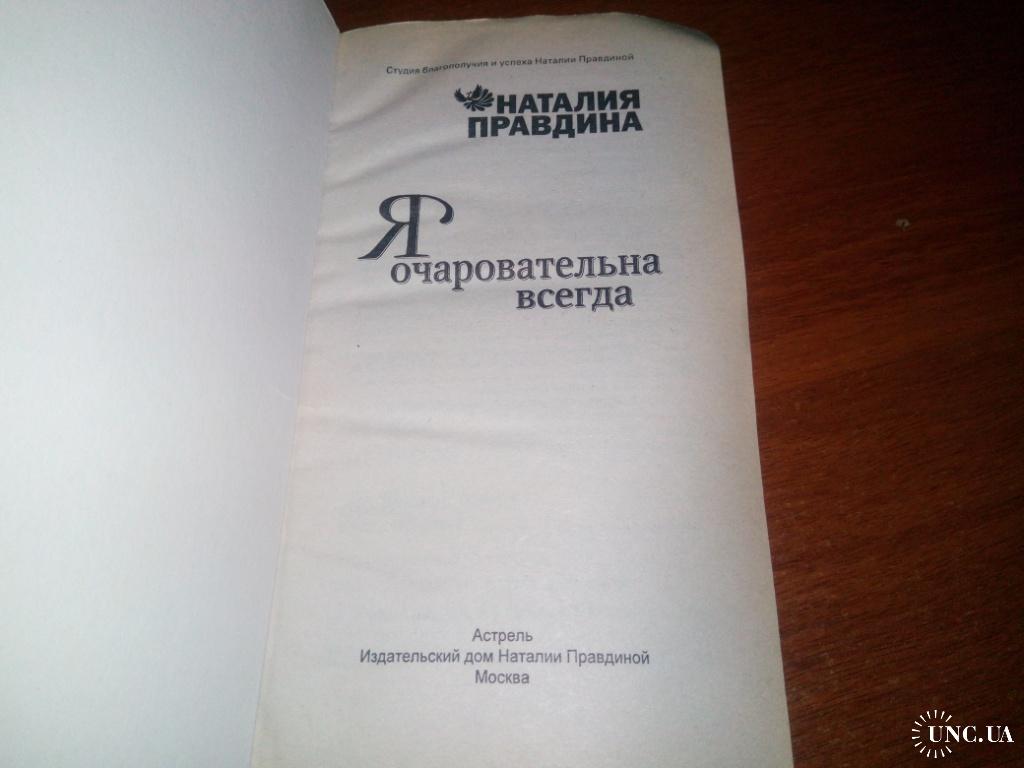 Студия благополучия и успеха Наталии Правдиной
НАТАЛИЯ
ПРАВДИНА
Я
очаровательна
всегда
Астрель
Издательский дом Наталии Правдиной
Москва
UNC.UA